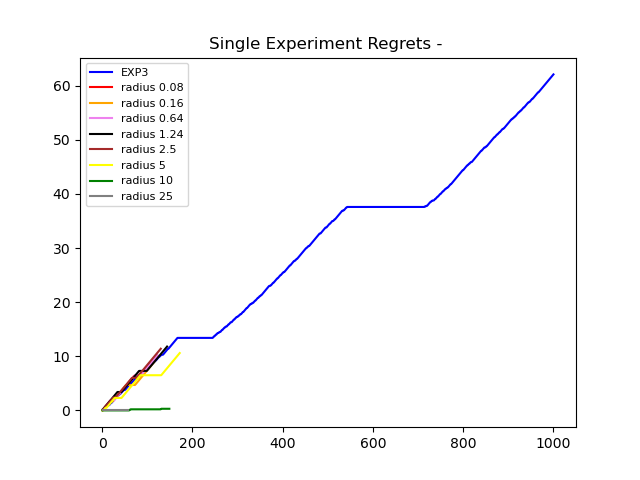 Single Experiment Regrets -
EXP3
radius 0.08
radius 0.16
radius 0.64
radius 1.24
radius 2.5
radius 5
radius 10
radius 25
60
50
40
30
20
10
0
0 200 400 600 800 1000